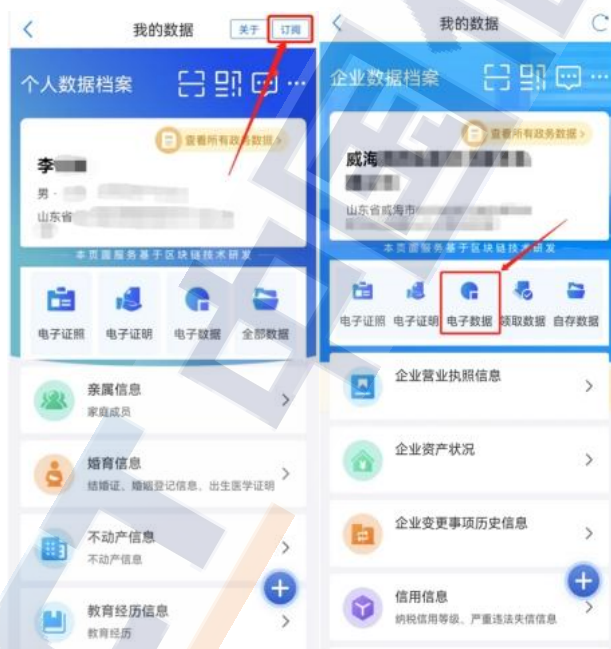 我的数据
关于
订阅
个人数据档案
查看所有政务数据>
李
男·
山东省
本页面服务基于区块链技术研发
电子证照
电子证明
电子数据
全部数据
亲属信息
家庭成员
婚育信息
结婚证、婚姻登记信息、出生医学证明
不动产信息
不动产信息
教育经历信息
教育经历
我的数据
企业数据档案
查看所有政务数据>
威海
山东省威海市
本页面服务基于区块链技术研发
电子证照
电子证明
电子数据
领取数据
自存数据
企业营业执照信息
企业资产状况
企业变更事项历史信息
信用信息
纳税信用等级、严重违法失信信息